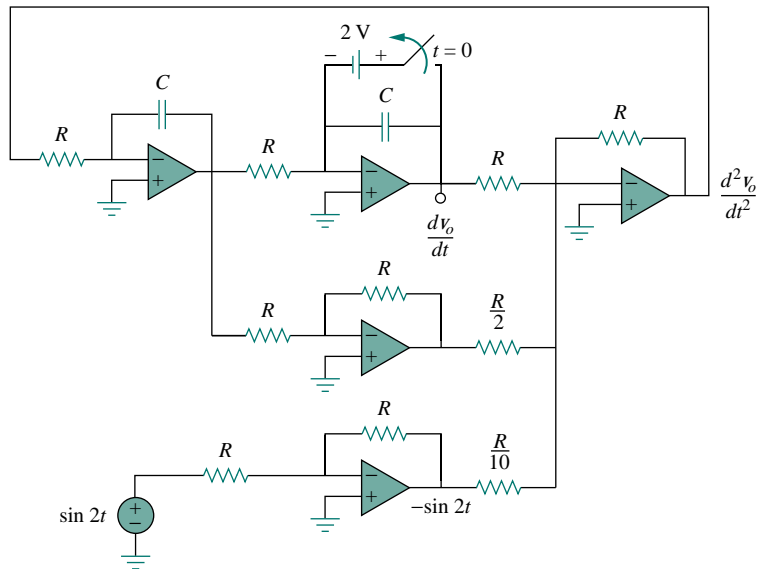 2 V
− +
t = 0
C
C
R
R
R
R
−
+
−
+
−
+
dv_o
dt
d²v_o
dt²
R
R
R
2
−
+
R
R
R
10
−
+
sin 2t
+
−
−sin 2t